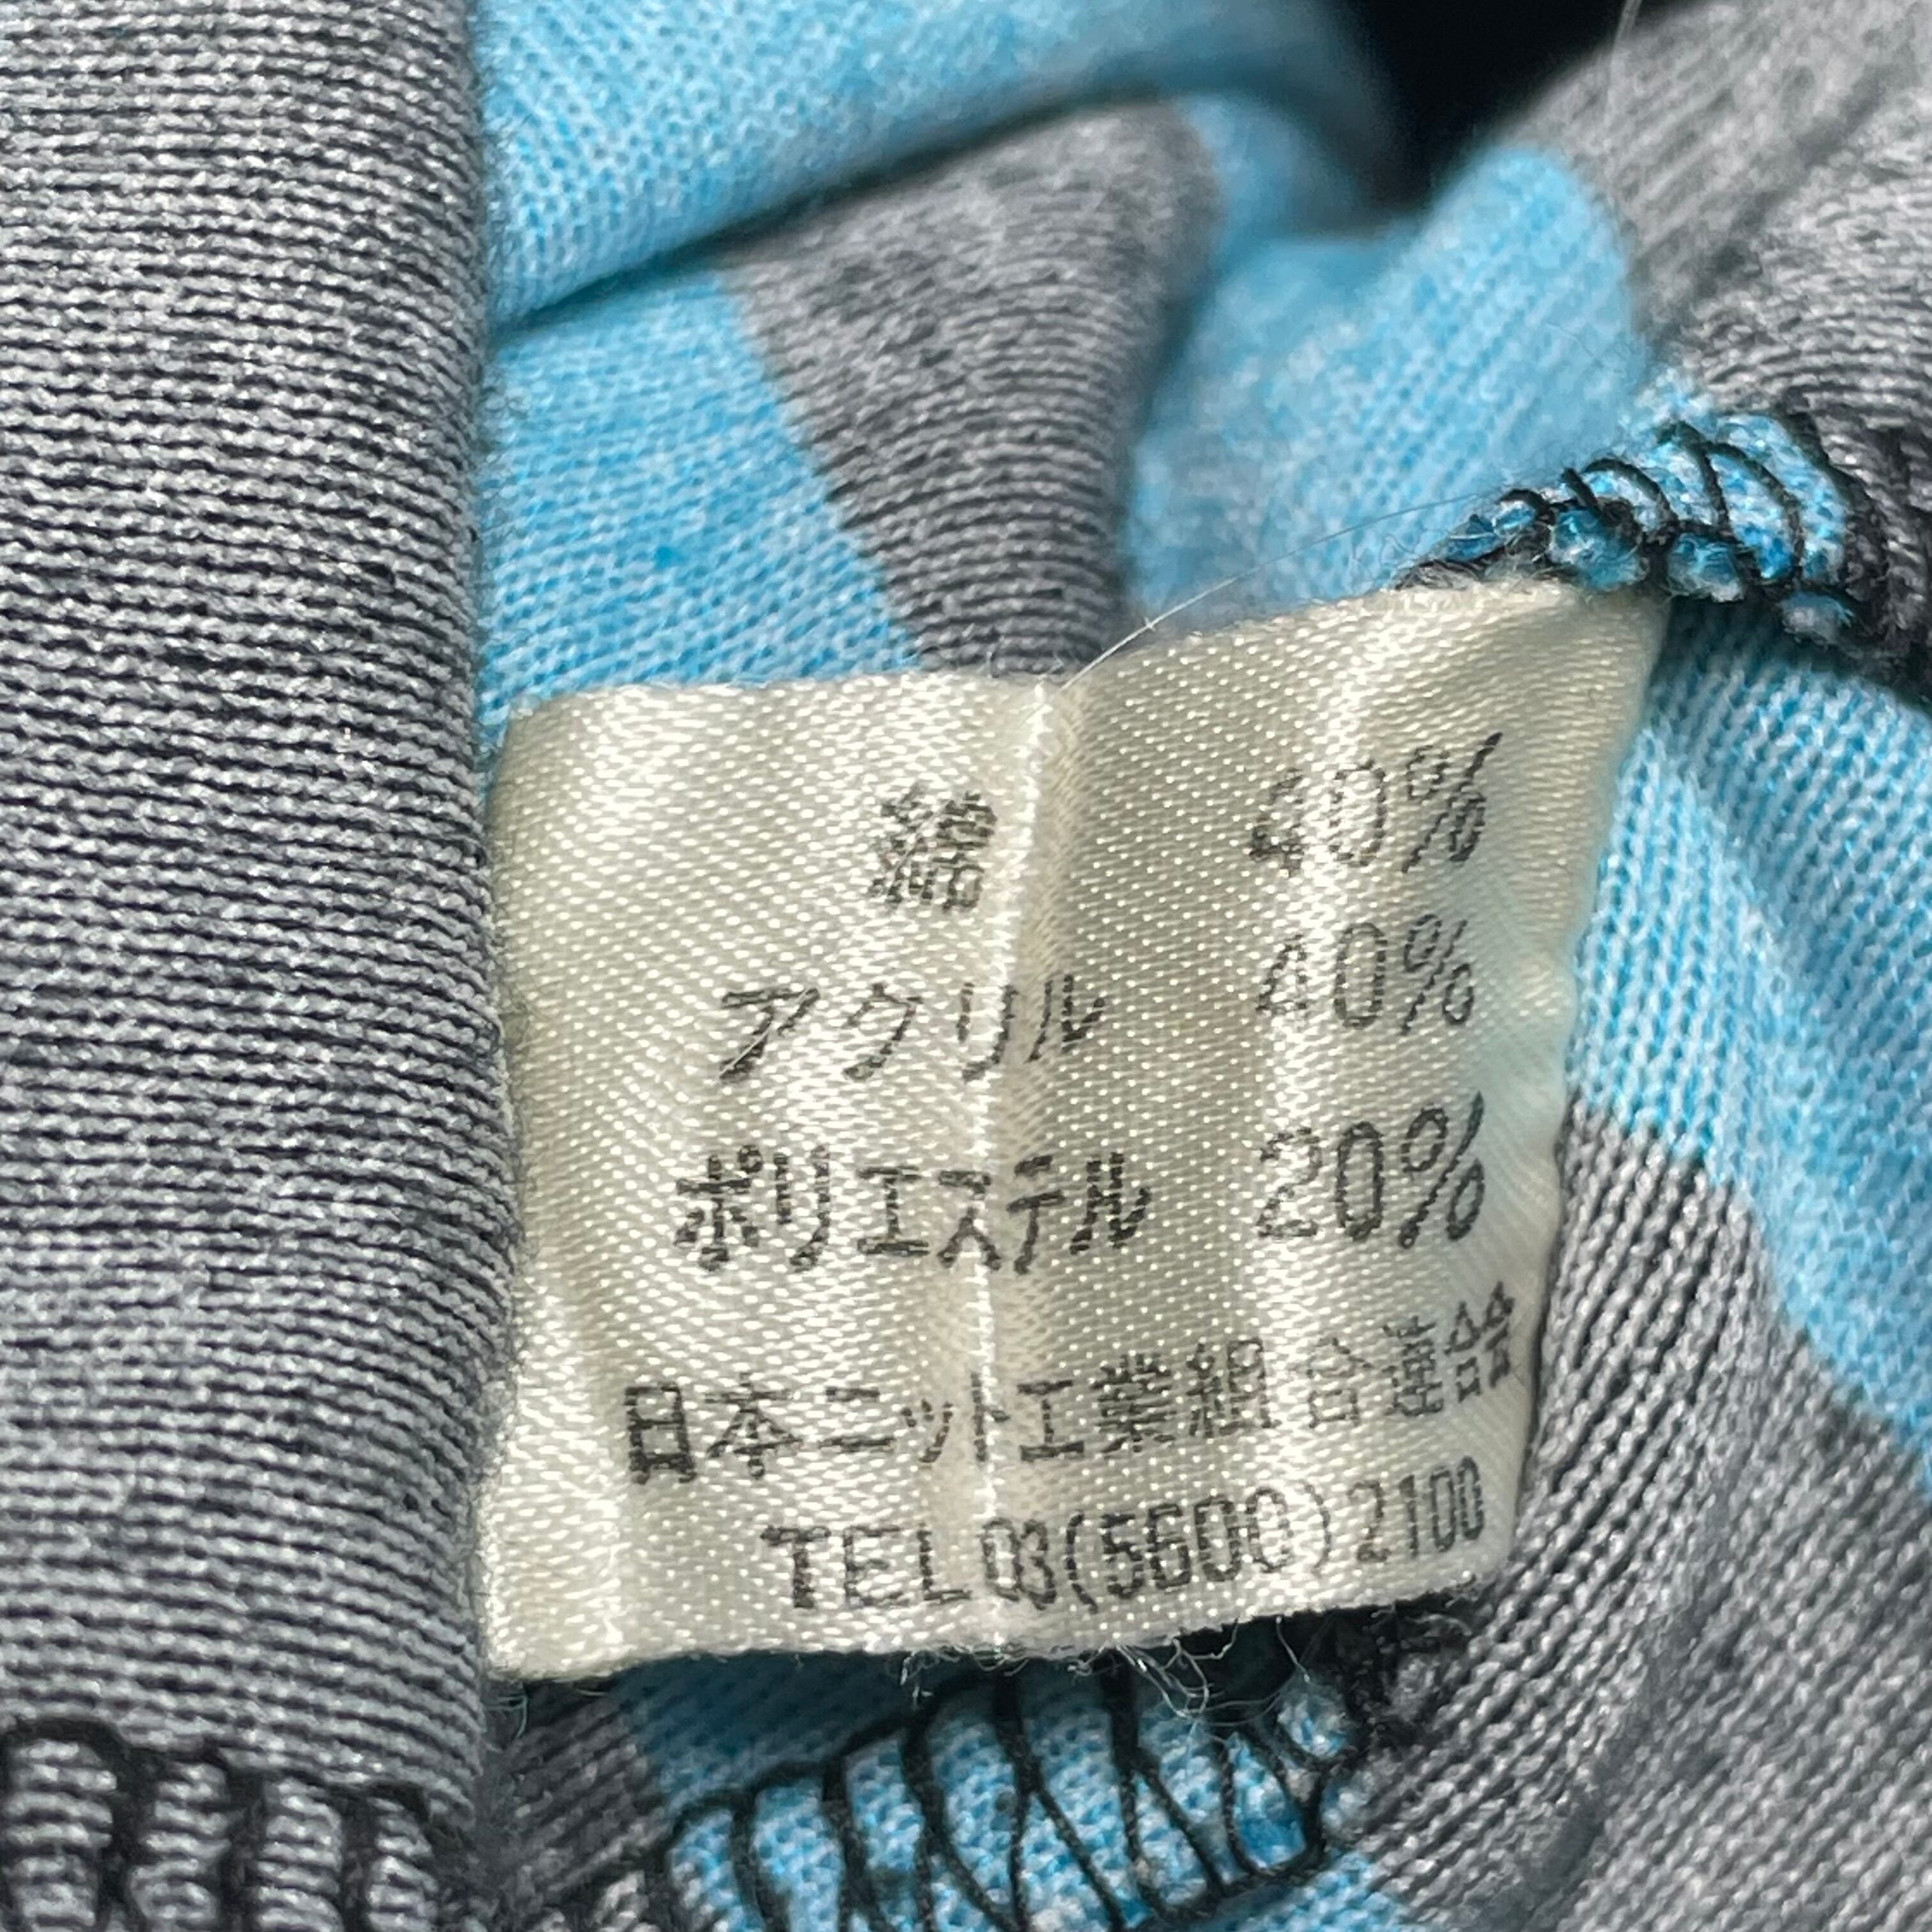 綿 40%
アクリル 40%
ポリエステル 20%
日本ニット工業組合連合会
TEL 03(5600)2100